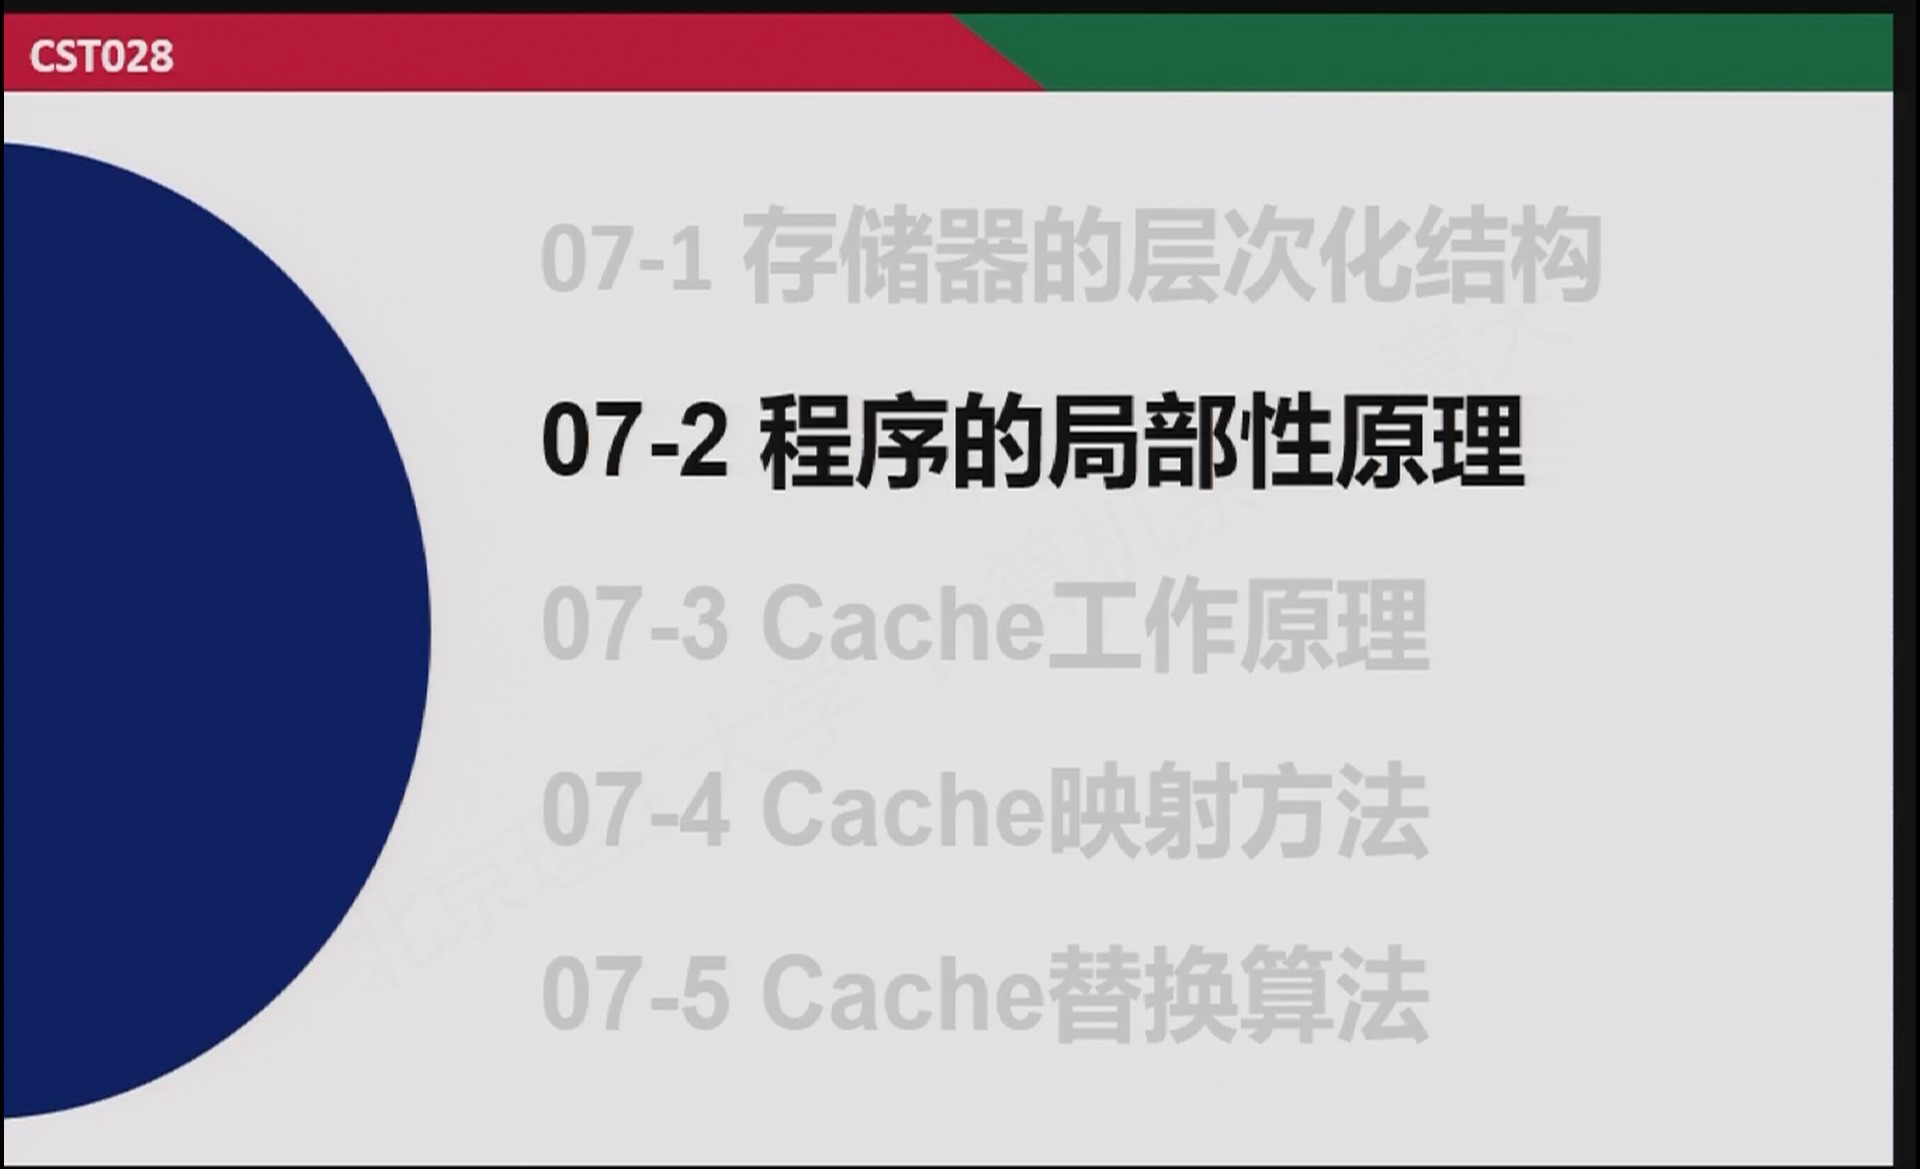 CST028
07-1 存储器的层次化结构
07-2 程序的局部性原理
07-3 Cache工作原理
07-4 Cache映射方法
07-5 Cache替换算法